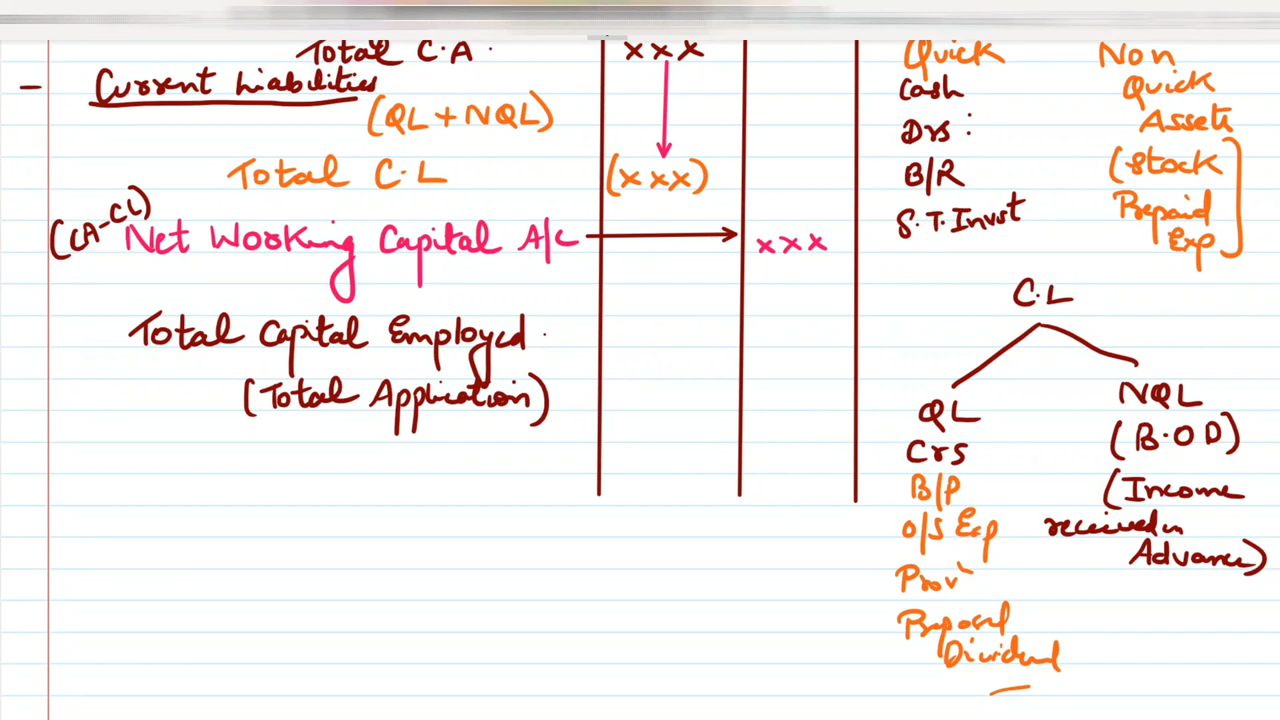 Total C.A.
xxx
- Current Liabilities
(QL + NQL)
Total C.L
(xxx)
(CA-CL) Net Working Capital A/c
xxx
Total Capital Employed.
(Total Application)
Quick
Cash
Drs:
B/R
S.T. Invst
Non
Quick
Assets
(Stock
Prepaid
Exp)
C.L
QL
Crs
B/P
O/S Exp
Prov
Proposed
Dividend
NQL
(B.O D)
(Income
received in
Advance)